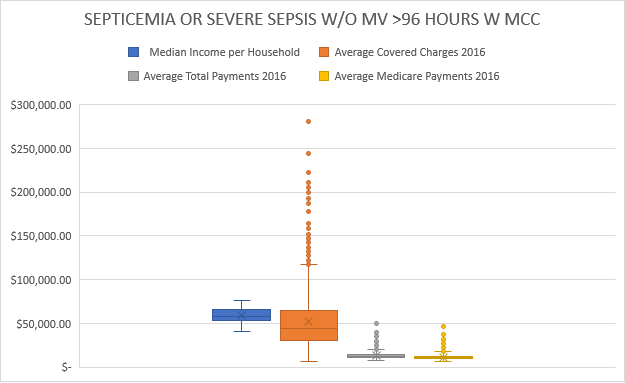 SEPTICEMIA OR SEVERE SEPSIS W/O MV >96 HOURS W MCC
Median Income per Household
Average Covered Charges 2016
Average Total Payments 2016
Average Medicare Payments 2016
$300,000.00
$250,000.00
$200,000.00
$150,000.00
$100,000.00
$50,000.00
$-